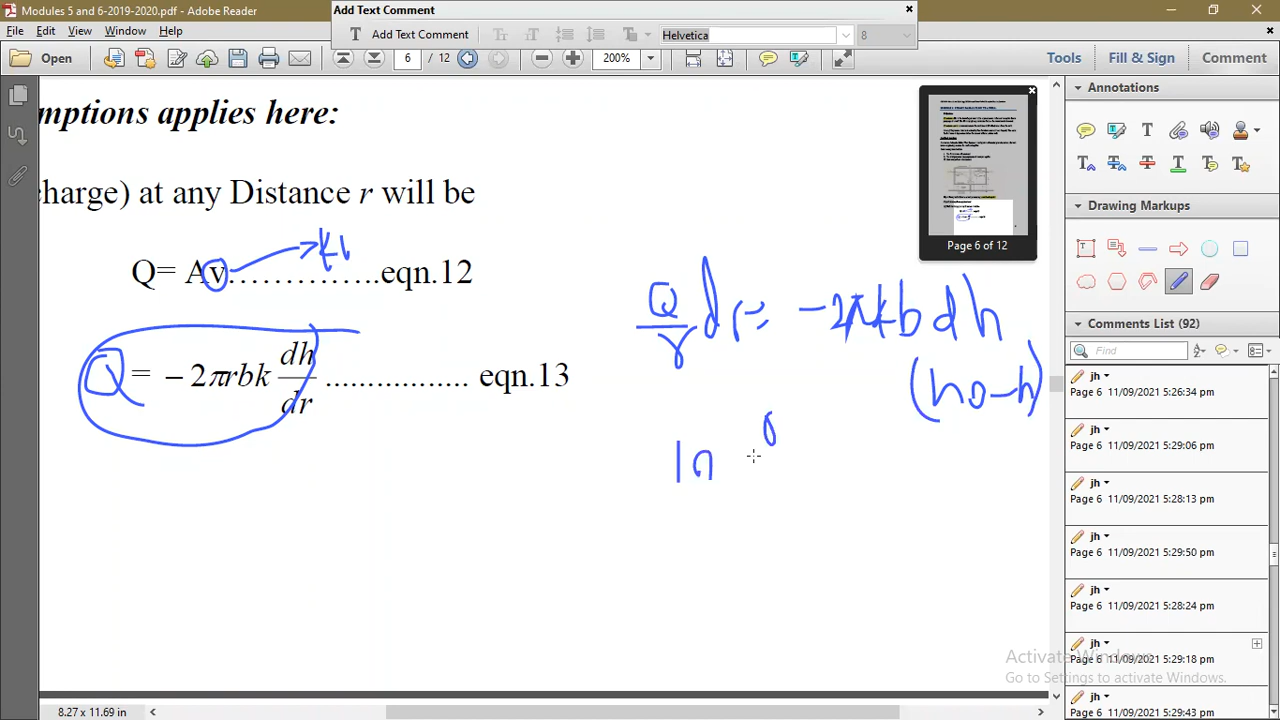 Modules 5 and 6-2019-2020.pdf - Adobe Reader
Add Text Comment
File Edit View Window Help
T Add Text Comment Tr Tr T Helvetica 8
Open 6 / 12 200% Tools Fill & Sign Comment
mptions applies here:
charge) at any Distance r will be
Q= Av……………..eqn.12
Q = – 2πrbk dh/dr ................. eqn.13
Q/r dr = -2πkb dh
(h0-h)
ln
Page 6 of 12
Annotations
Drawing Markups
Comments List (92)
Find
jh
Page 6 11/09/2021 5:26:34 pm
jh
Page 6 11/09/2021 5:29:06 pm
jh
Page 6 11/09/2021 5:28:13 pm
jh
Page 6 11/09/2021 5:29:50 pm
jh
Page 6 11/09/2021 5:28:24 pm
jh
Page 6 11/09/2021 5:29:18 pm
jh
Page 6 11/09/2021 5:29:43 pm
Activate Windows
Go to Settings to activate Windows.
8.27 x 11.69 in